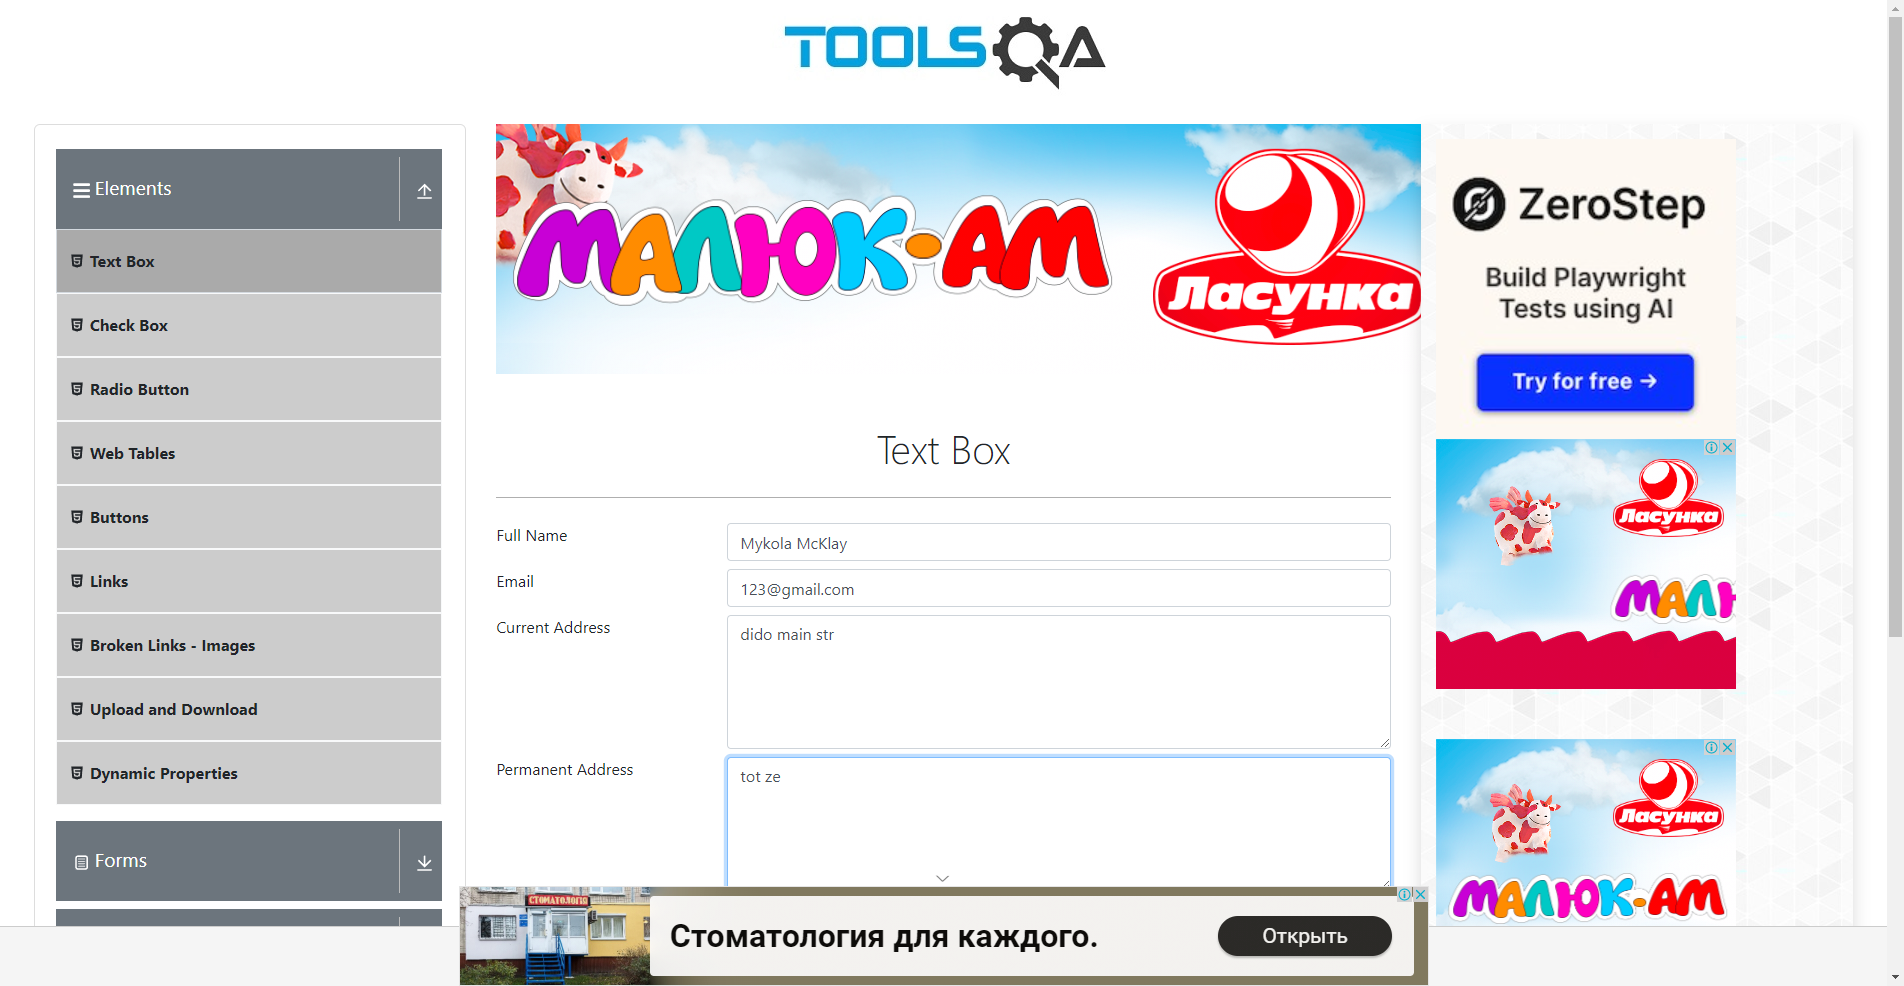 TOOLSQA
Elements
Text Box
Check Box
Radio Button
Web Tables
Buttons
Links
Broken Links - Images
Upload and Download
Dynamic Properties
Forms
МАЛЮК-АМ
Ласунка
Text Box
Full Name
Mykola McKlay
Email
123@gmail.com
Current Address
dido main str
Permanent Address
tot ze
ZeroStep
Build Playwright
Tests using AI
Try for free →
Ласунка
МАЛЮ
Ласунка
МАЛЮК-АМ
СТОМАТОЛОГІЯ
Стоматология для каждого.
Открыть